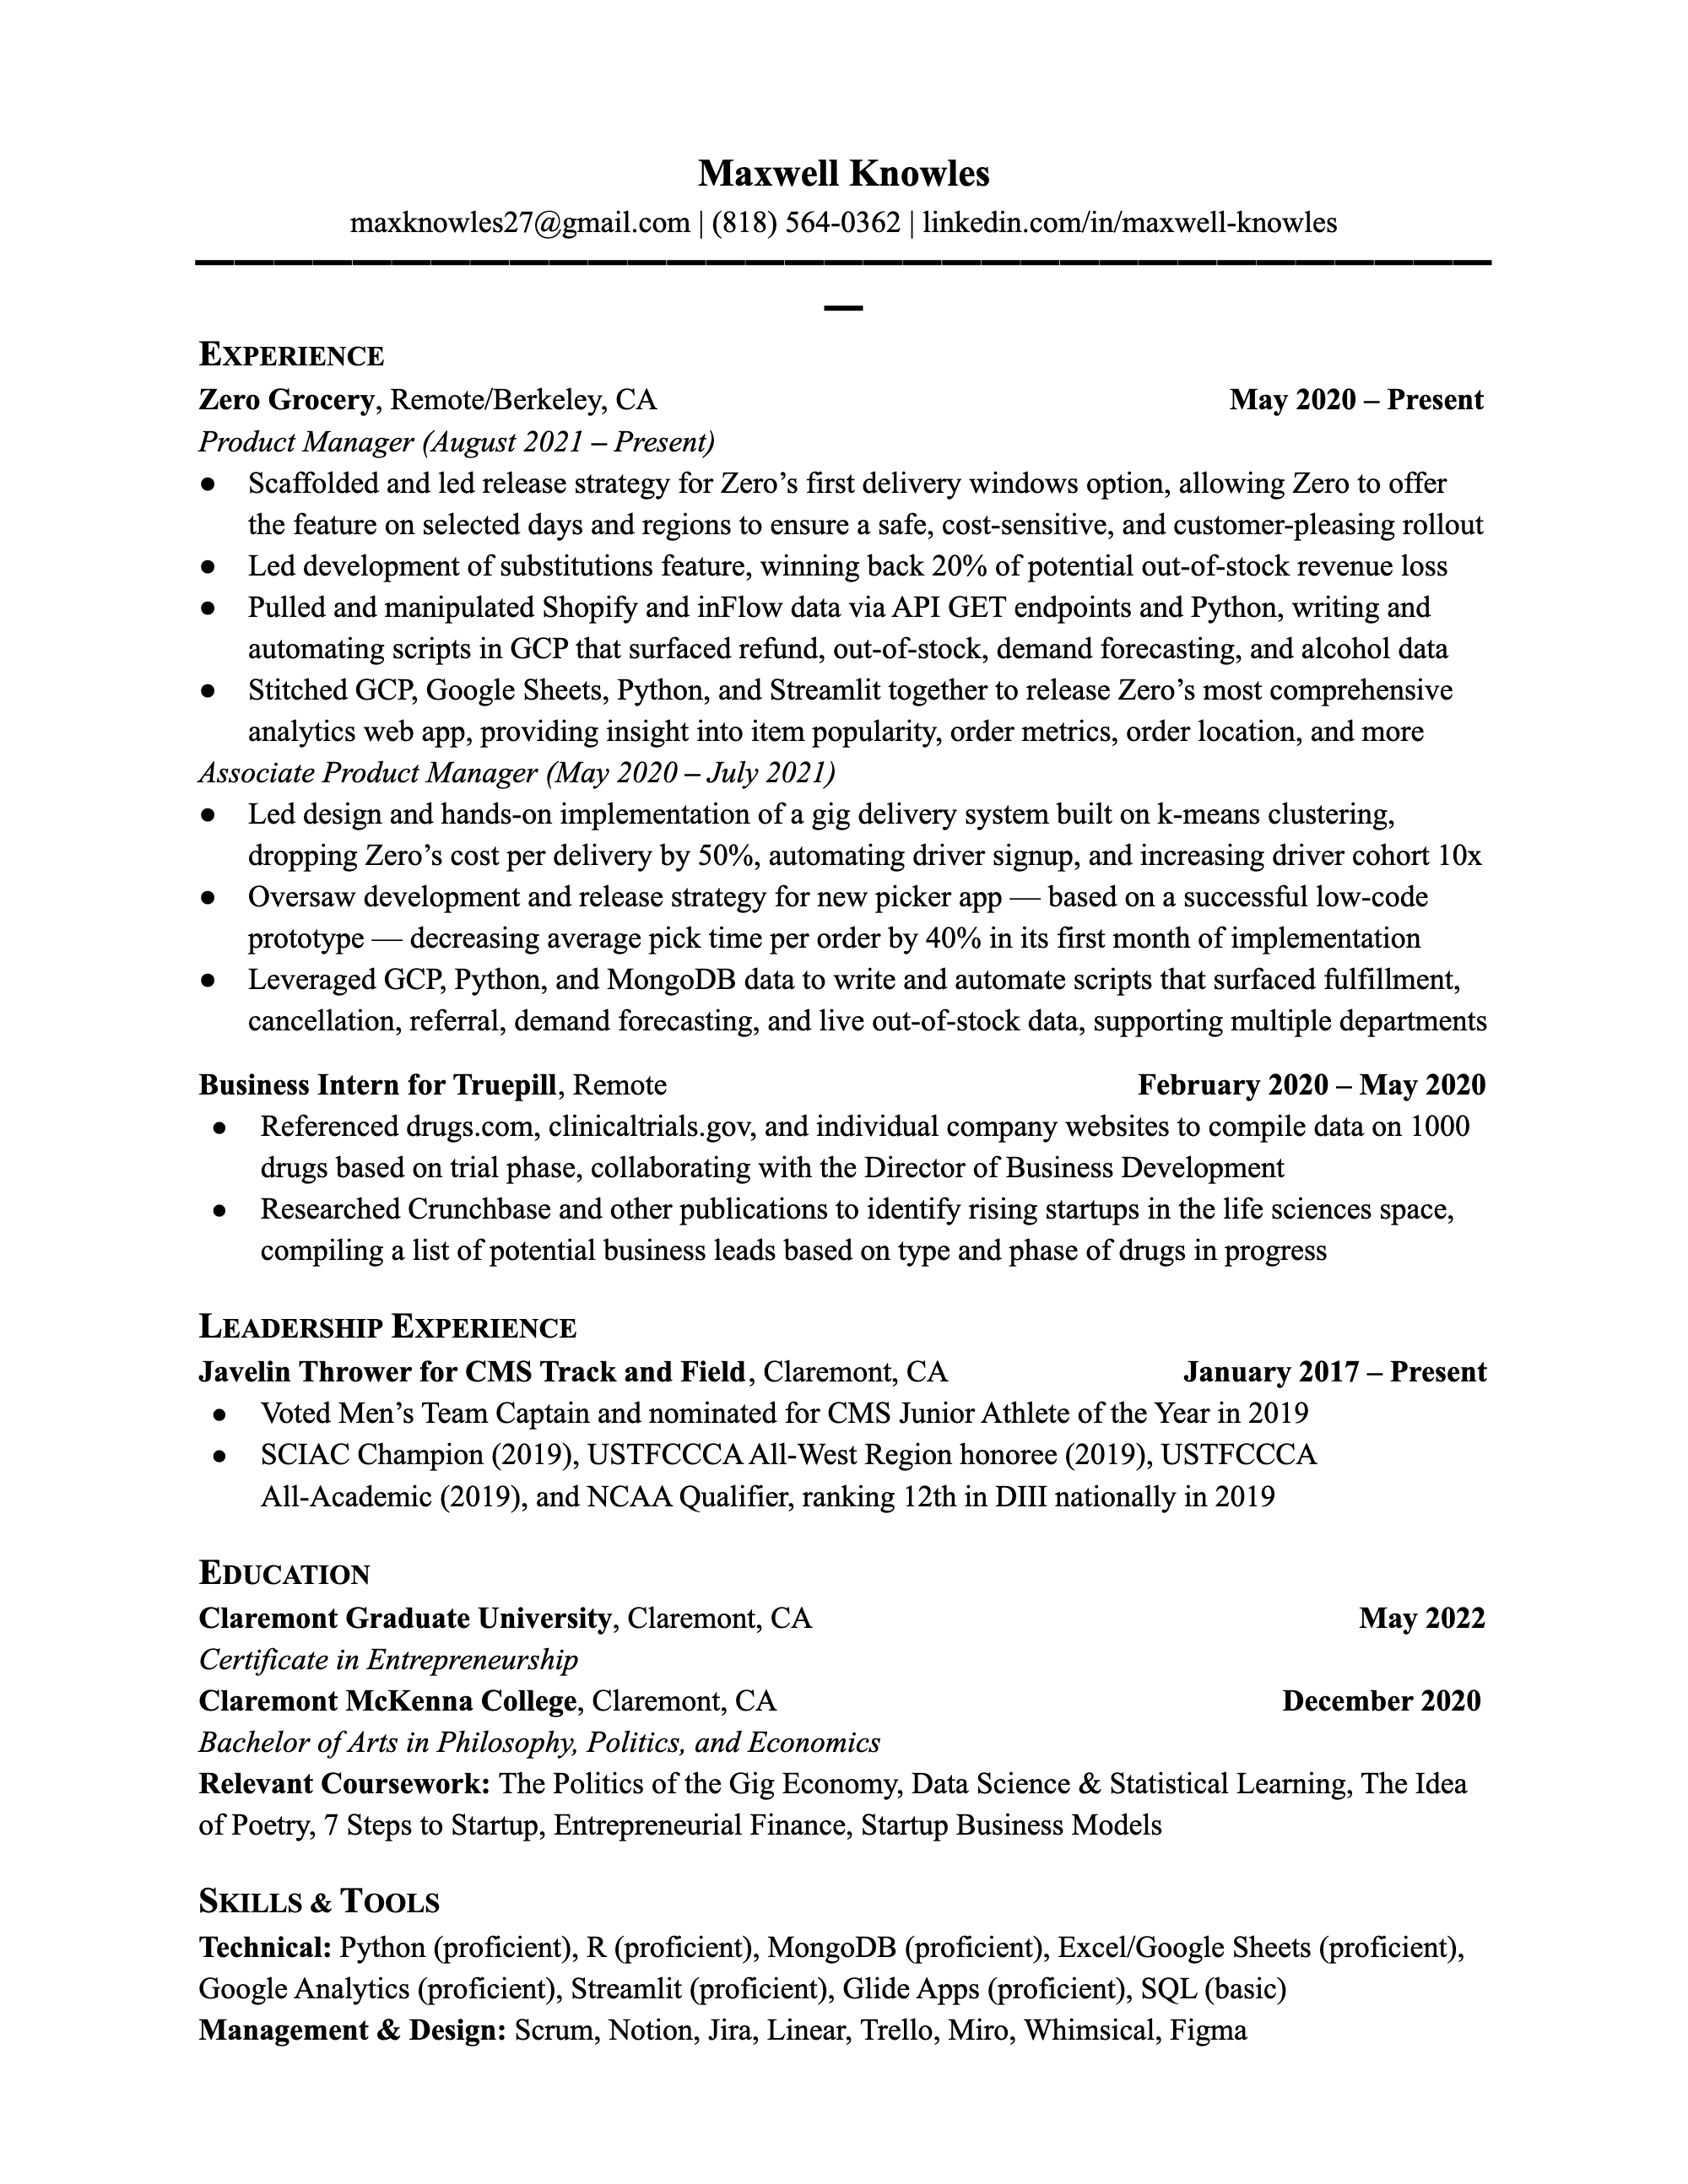 Maxwell Knowles
maxknowles27@gmail.com | (818) 564-0362 | linkedin.com/in/maxwell-knowles
EXPERIENCE
Zero Grocery, Remote/Berkeley, CA May 2020 – Present
Product Manager (August 2021 – Present)
● Scaffolded and led release strategy for Zero’s first delivery windows option, allowing Zero to offer
the feature on selected days and regions to ensure a safe, cost-sensitive, and customer-pleasing rollout
● Led development of substitutions feature, winning back 20% of potential out-of-stock revenue loss
● Pulled and manipulated Shopify and inFlow data via API GET endpoints and Python, writing and
automating scripts in GCP that surfaced refund, out-of-stock, demand forecasting, and alcohol data
● Stitched GCP, Google Sheets, Python, and Streamlit together to release Zero’s most comprehensive
analytics web app, providing insight into item popularity, order metrics, order location, and more
Associate Product Manager (May 2020 – July 2021)
● Led design and hands-on implementation of a gig delivery system built on k-means clustering,
dropping Zero’s cost per delivery by 50%, automating driver signup, and increasing driver cohort 10x
● Oversaw development and release strategy for new picker app — based on a successful low-code
prototype — decreasing average pick time per order by 40% in its first month of implementation
● Leveraged GCP, Python, and MongoDB data to write and automate scripts that surfaced fulfillment,
cancellation, referral, demand forecasting, and live out-of-stock data, supporting multiple departments
Business Intern for Truepill, Remote February 2020 – May 2020
● Referenced drugs.com, clinicaltrials.gov, and individual company websites to compile data on 1000
drugs based on trial phase, collaborating with the Director of Business Development
● Researched Crunchbase and other publications to identify rising startups in the life sciences space,
compiling a list of potential business leads based on type and phase of drugs in progress
LEADERSHIP EXPERIENCE
Javelin Thrower for CMS Track and Field, Claremont, CA January 2017 – Present
● Voted Men’s Team Captain and nominated for CMS Junior Athlete of the Year in 2019
● SCIAC Champion (2019), USTFCCCA All-West Region honoree (2019), USTFCCCA
All-Academic (2019), and NCAA Qualifier, ranking 12th in DIII nationally in 2019
EDUCATION
Claremont Graduate University, Claremont, CA May 2022
Certificate in Entrepreneurship
Claremont McKenna College, Claremont, CA December 2020
Bachelor of Arts in Philosophy, Politics, and Economics
Relevant Coursework: The Politics of the Gig Economy, Data Science & Statistical Learning, The Idea
of Poetry, 7 Steps to Startup, Entrepreneurial Finance, Startup Business Models
SKILLS & TOOLS
Technical: Python (proficient), R (proficient), MongoDB (proficient), Excel/Google Sheets (proficient),
Google Analytics (proficient), Streamlit (proficient), Glide Apps (proficient), SQL (basic)
Management & Design: Scrum, Notion, Jira, Linear, Trello, Miro, Whimsical, Figma